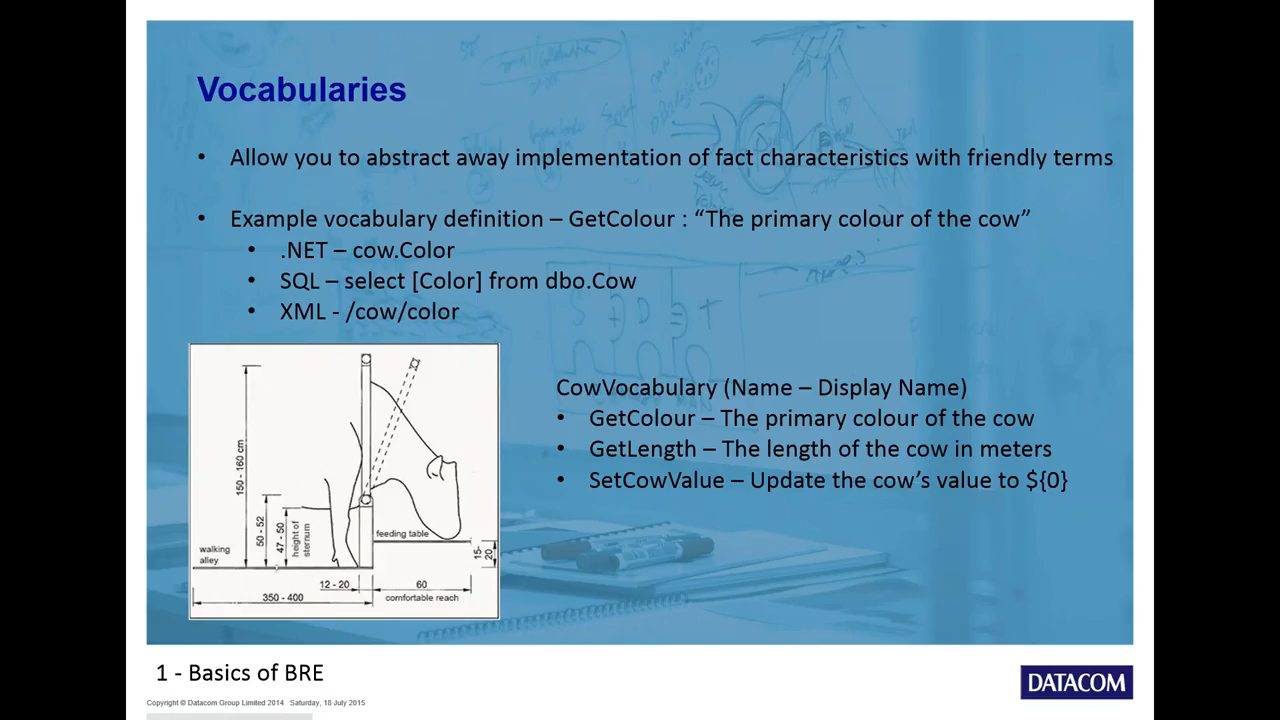 Vocabularies
• Allow you to abstract away implementation of fact characteristics with friendly terms
• Example vocabulary definition – GetColour : “The primary colour of the cow”
• .NET – cow.Color
• SQL – select [Color] from dbo.Cow
• XML - /cow/color
CowVocabulary (Name – Display Name)
• GetColour – The primary colour of the cow
• GetLength – The length of the cow in meters
• SetCowValue – Update the cow’s value to ${0}
150 - 160 cm
50 - 52
47 - 50
height of
sternum
feeding table
walking
alley
15-
20
12 - 20
60
350 - 400
comfortable reach
1 - Basics of BRE
DATACOM
Copyright © Datacom Group Limited 2014 Saturday, 18 July 2015